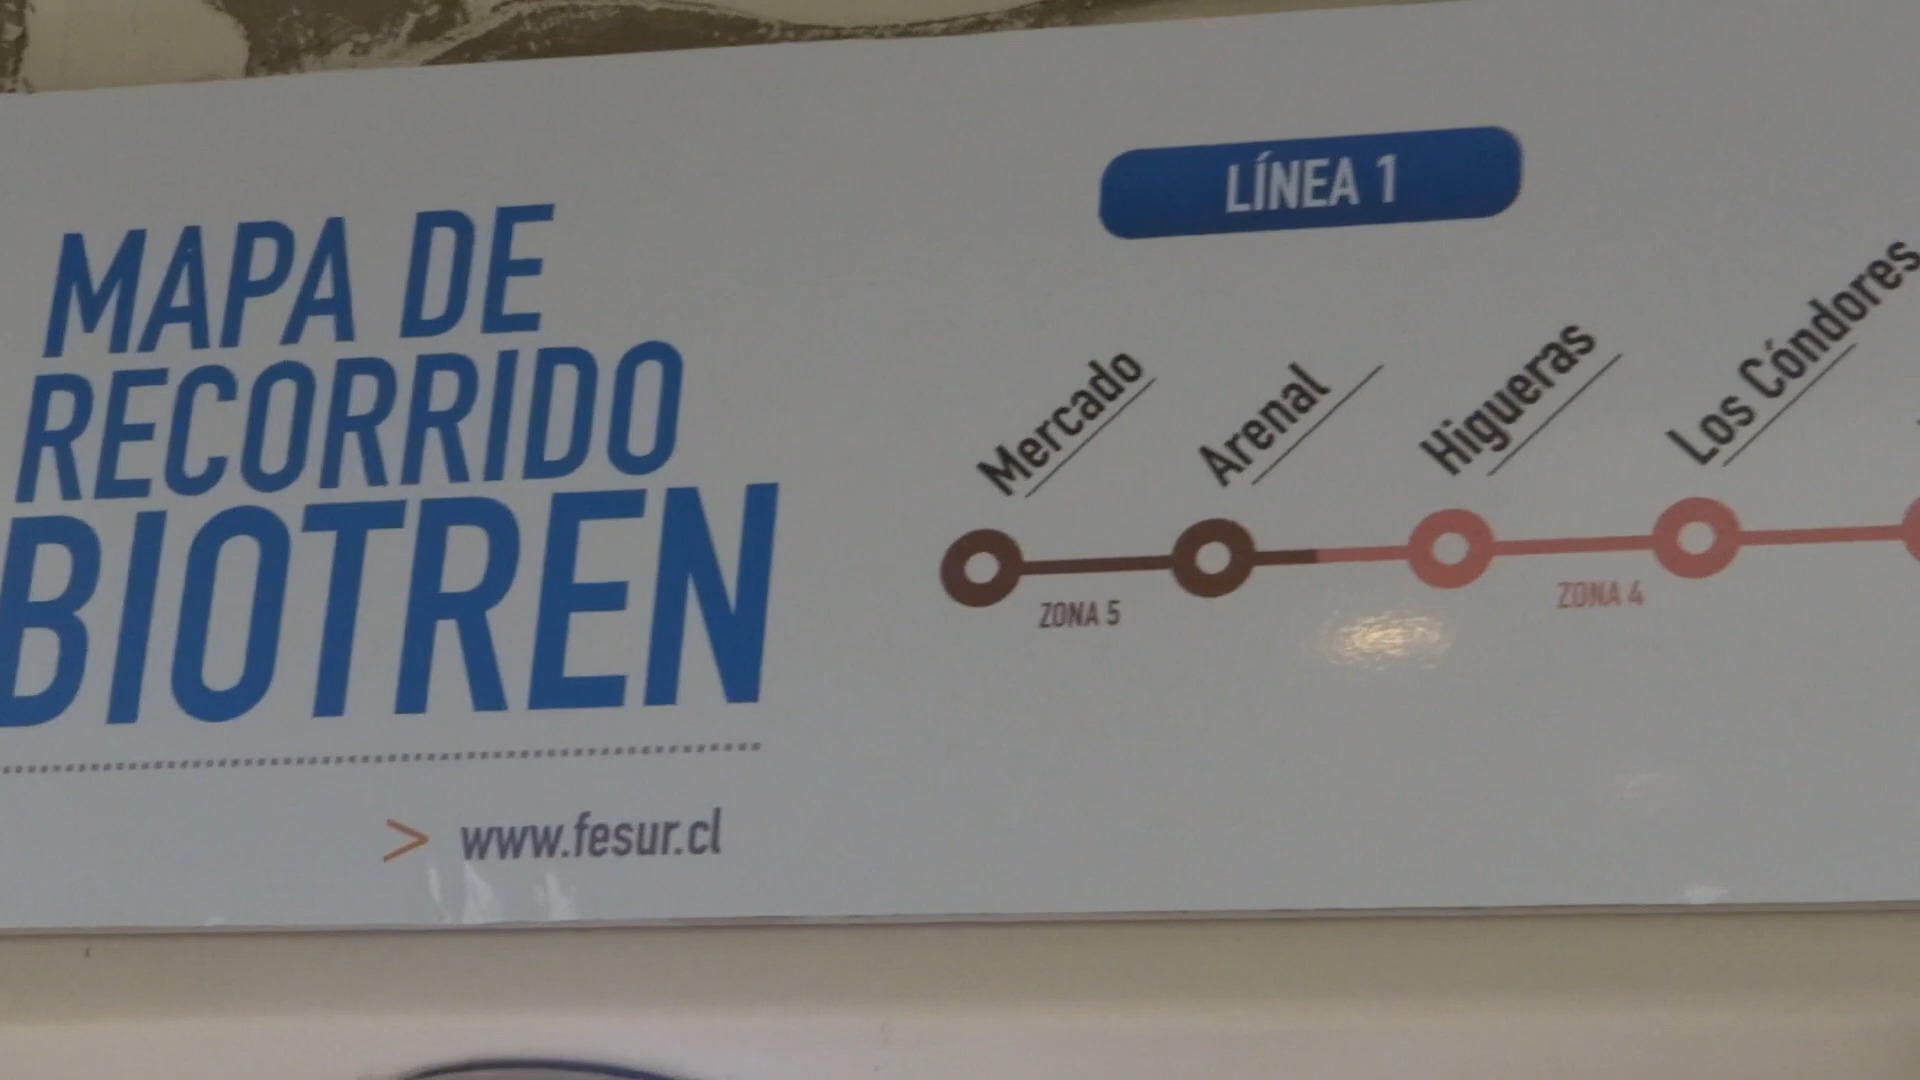 MAPA DE
RECORRIDO
BIOTREN
> www.fesur.cl
LÍNEA 1
Mercado
Arenal
Higueras
Los Cóndores
ZONA 5
ZONA 4